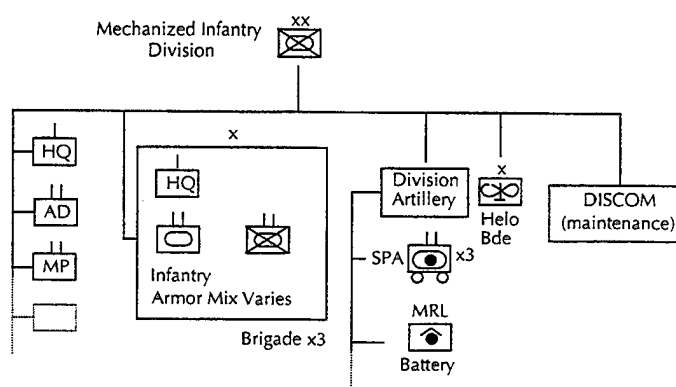 xx
Mechanized Infantry
Division
x
x
HQ
HQ
Division
Artillery
AD
Helo
Bde
DISCOM
(maintenance)
MP
SPA
x3
Infantry
Armor Mix Varies
MRL
Brigade x3
Battery